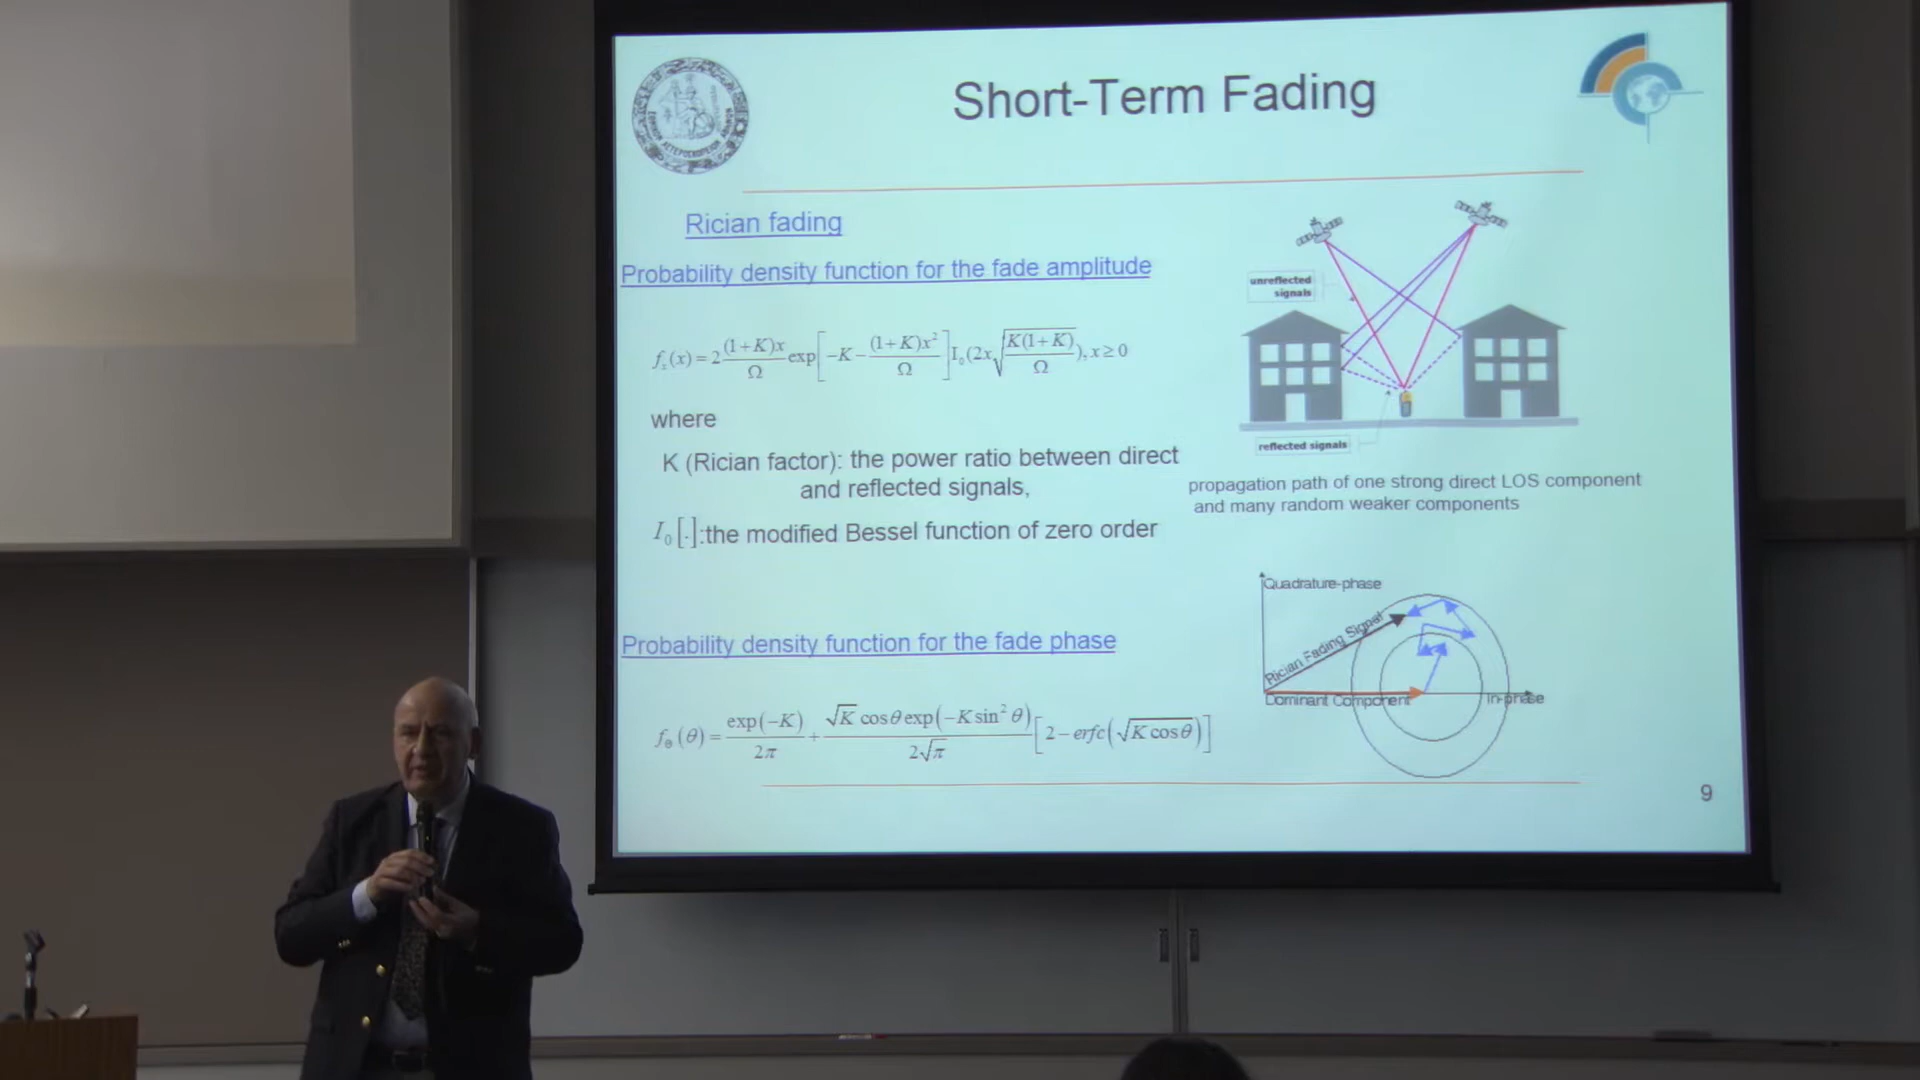 Short-Term Fading
Rician fading
Probability density function for the fade amplitude
f_x(x) = 2 (1+K)x / Ω exp[ -K - (1+K)x² / Ω ] I_0(2x √(K(1+K) / Ω)), x ≥ 0
where
K (Rician factor): the power ratio between direct
and reflected signals,
I_0[.]:the modified Bessel function of zero order
Probability density function for the fade phase
f_θ(θ) = exp(-K) / 2π + √K cosθ exp(-K sin² θ) / 2√π [2 - erfc(√K cosθ)]
unreflected
signals
reflected signals
propagation path of one strong direct LOS component
and many random weaker components
Quadrature-phase
Rician Fading Signal
Dominant Component
In-phase
9